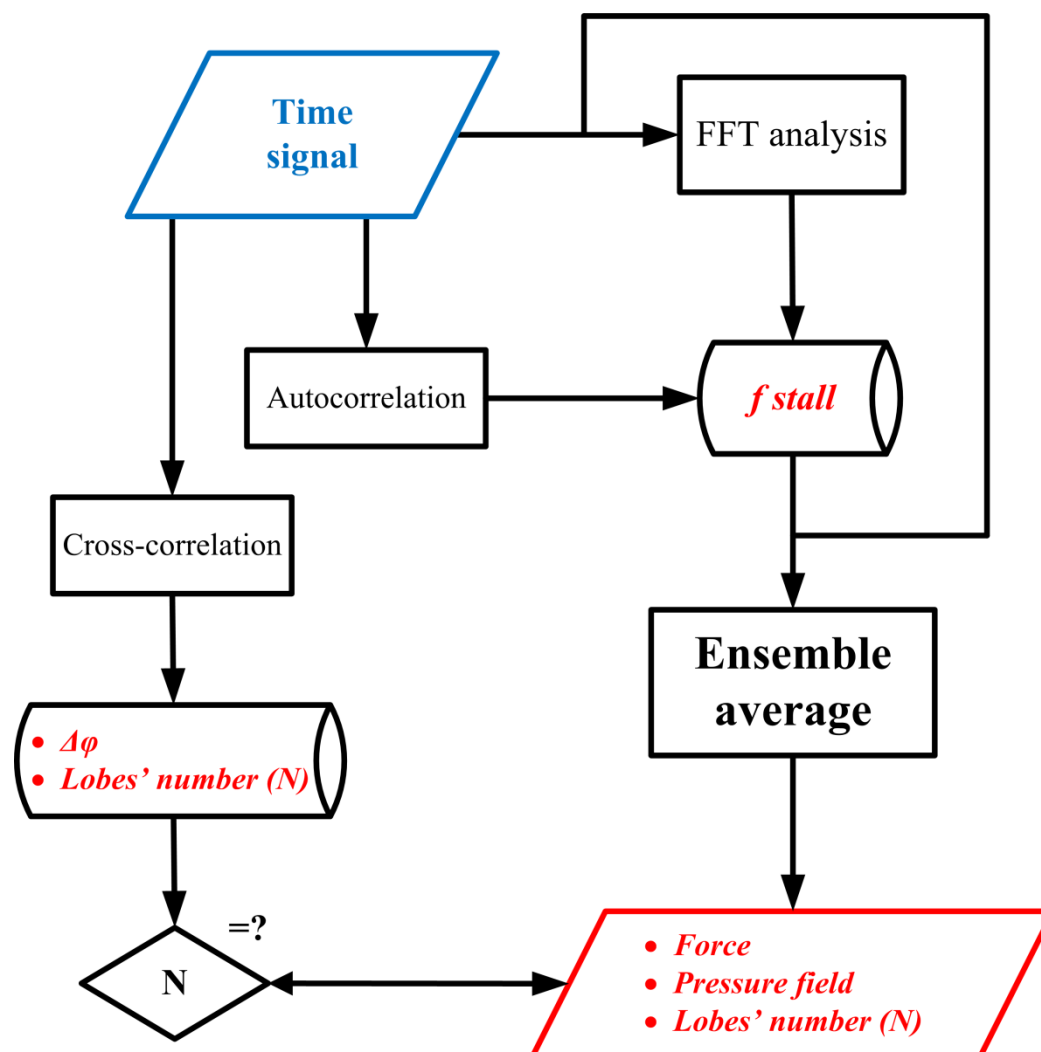 Time
signal
FFT analysis
Autocorrelation
f stall
Cross-correlation
Ensemble
average
• Δφ
• Lobes’ number (N)
=?
N
• Force
• Pressure field
• Lobes’ number (N)